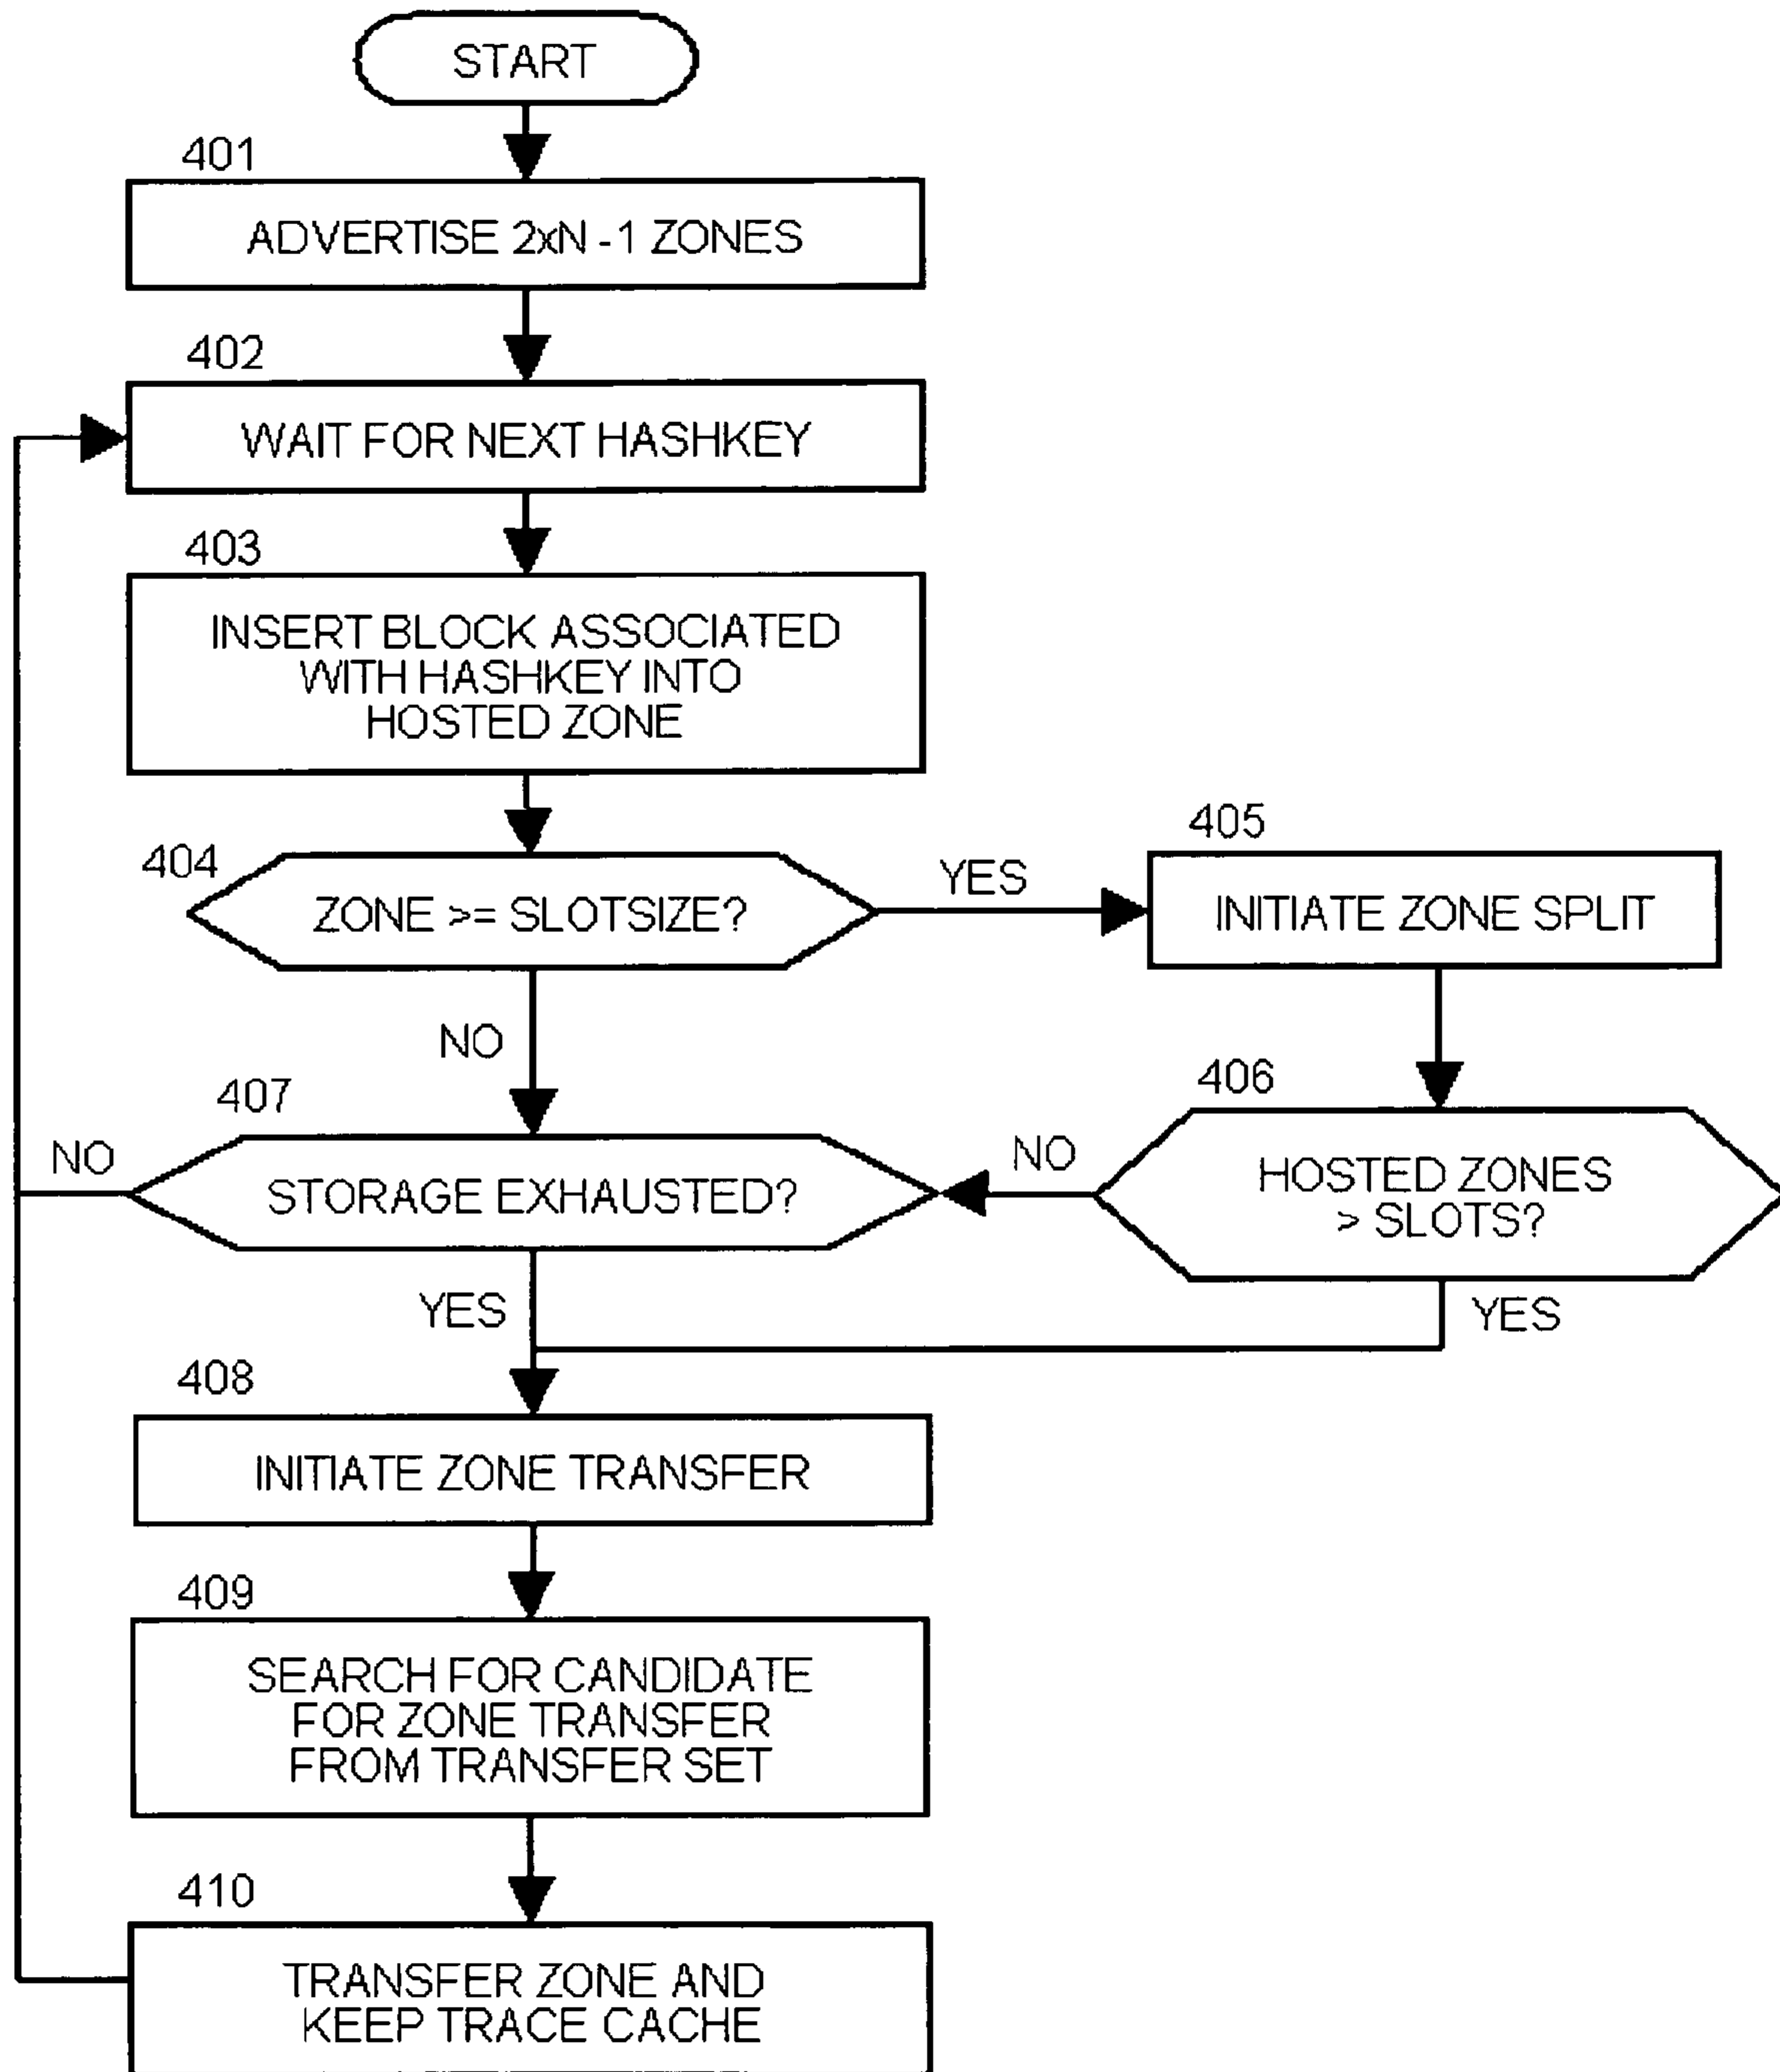 START
401
ADVERTISE 2xN -1 ZONES
402
WAIT FOR NEXT HASHKEY
403
INSERT BLOCK ASSOCIATED
WITH HASHKEY INTO
HOSTED ZONE
404
ZONE >= SLOTSIZE?
YES
405
INITIATE ZONE SPLIT
NO
406
HOSTED ZONES
> SLOTS?
NO
YES
407
STORAGE EXHAUSTED?
NO
YES
408
INITIATE ZONE TRANSFER
409
SEARCH FOR CANDIDATE
FOR ZONE TRANSFER
FROM TRANSFER SET
410
TRANSFER ZONE AND
KEEP TRACE CACHE